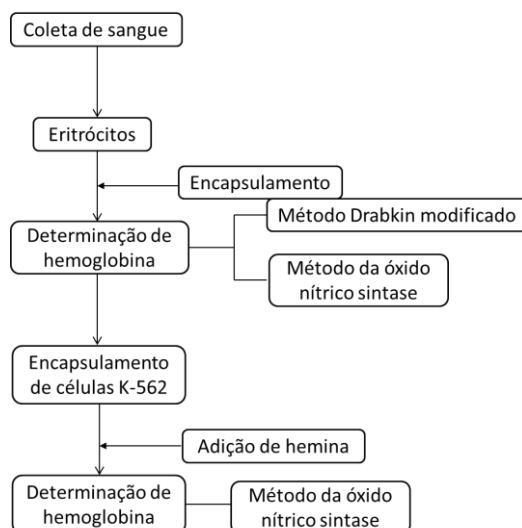 Coleta de sangue
Eritrócitos
Encapsulamento
Método Drabkin modificado
Determinação de
hemoglobina
Método da óxido
nítrico sintase
Encapsulamento
de células K-562
Adição de hemina
Determinação de
hemoglobina
Método da óxido
nítrico sintase